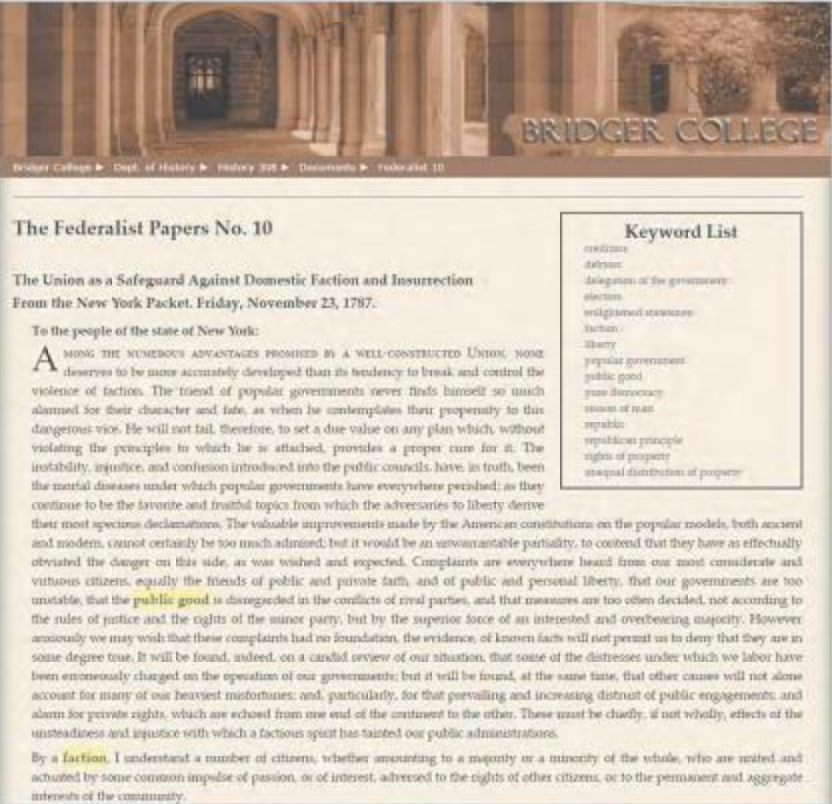 BRIDGER COLLEGE
Bridger College ► Dept. of History ► History 398 ► Documents ► Federalist 10
The Federalist Papers No. 10
Keyword List
creditors
debtors
delegation of the government
electors
enlightened statesmen
faction
liberty
popular government
public good
pure democracy
reason of man
republic
republican principle
rights of property
unequal distribution of property
The Union as a Safeguard Against Domestic Faction and Insurrection
From the New York Packet. Friday, November 23, 1787.
To the people of the state of New York:
AMONG THE NUMEROUS ADVANTAGES PROMISED BY A WELL-CONSTRUCTED UNION, NONE
deserves to be more accurately developed than its tendency to break and control the
violence of faction. The friend of popular governments never finds himself so much
alarmed for their character and fate, as when he contemplates their propensity to this
dangerous vice. He will not fail, therefore, to set a due value on any plan which, without
violating the principles to which he is attached, provides a proper cure for it. The
instability, injustice, and confusion introduced into the public councils, have, in truth, been
the mortal diseases under which popular governments have everywhere perished; as they
continue to be the favorite and fruitful topics from which the adversaries to liberty derive
their most specious declamations. The valuable improvements made by the American constitutions on the popular models, both ancient
and modern, cannot certainly be too much admired; but it would be an unwarrantable partiality, to contend that they have as effectually
obviated the danger on this side, as was wished and expected. Complaints are everywhere heard from our most considerate and
virtuous citizens, equally the friends of public and private faith, and of public and personal liberty, that our governments are too
unstable, that the public good is disregarded in the conflicts of rival parties, and that measures are too often decided, not according to
the rules of justice and the rights of the minor party, but by the superior force of an interested and overbearing majority. However
anxiously we may wish that these complaints had no foundation, the evidence, of known facts will not permit us to deny that they are in
some degree true. It will be found, indeed, on a candid review of our situation, that some of the distresses under which we labor have
been erroneously charged on the operation of our governments; but it will be found, at the same time, that other causes will not alone
account for many of our heaviest misfortunes; and, particularly, for that prevailing and increasing distrust of public engagements, and
alarm for private rights, which are echoed from one end of the continent to the other. These must be chiefly, if not wholly, effects of the
unsteadiness and injustice with which a factious spirit has tainted our public administrations.
By a faction, I understand a number of citizens, whether amounting to a majority or a minority of the whole, who are united and
actuated by some common impulse of passion, or of interest, adversed to the rights of other citizens, or to the permanent and aggregate
interests of the community.